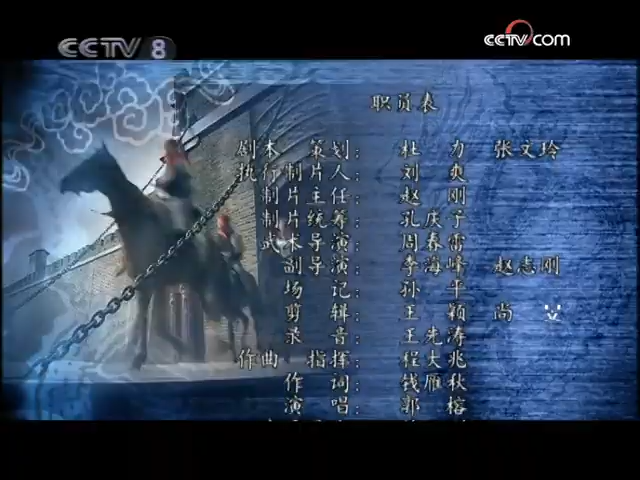 CCTV 8
CCTV.com
职员表
剧本 策划: 杜 力 张文玲
执行制片人: 刘 爽
制片主任: 赵 刚
制片统筹: 孔庆子
武术导演: 周春雷
副导演: 李海峰 赵志刚
场 记: 孙 平
剪 辑: 王 颖 尚
录 音: 王先涛
作曲 指挥: 程大兆
作 词: 钱雁秋
演 唱: 郭 榕